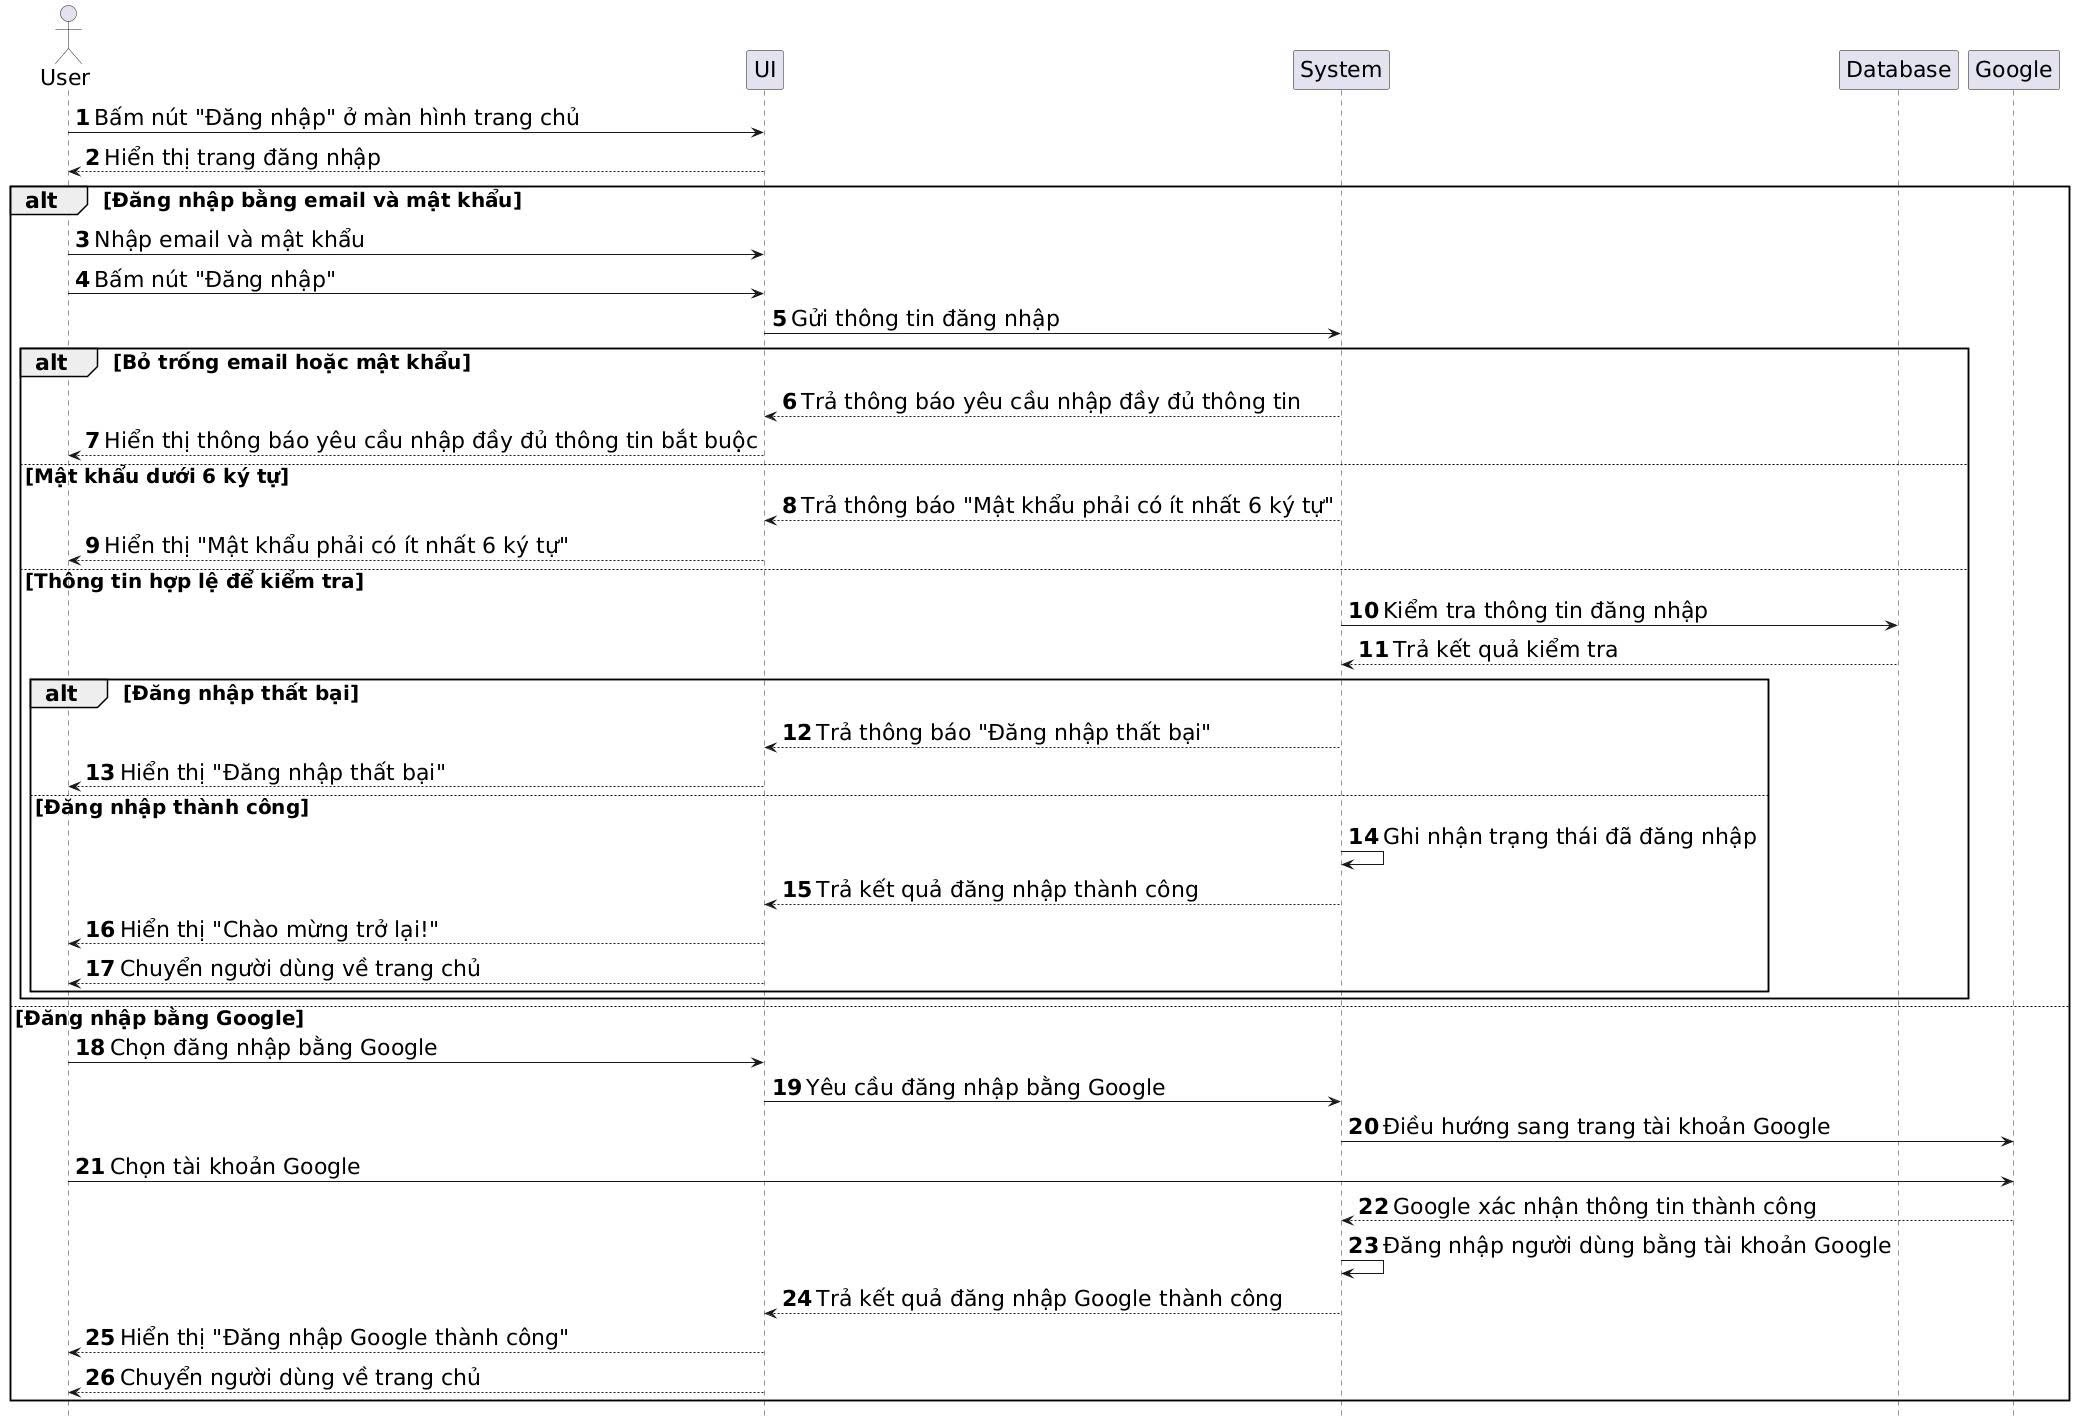 User
UI
System
Database
Google
1 Bấm nút "Đăng nhập" ở màn hình trang chủ
2 Hiển thị trang đăng nhập
alt [Đăng nhập bằng email và mật khẩu]
3 Nhập email và mật khẩu
4 Bấm nút "Đăng nhập"
5 Gửi thông tin đăng nhập
alt [Bỏ trống email hoặc mật khẩu]
6 Trả thông báo yêu cầu nhập đầy đủ thông tin
7 Hiển thị thông báo yêu cầu nhập đầy đủ thông tin bắt buộc
[Mật khẩu dưới 6 ký tự]
8 Trả thông báo "Mật khẩu phải có ít nhất 6 ký tự"
9 Hiển thị "Mật khẩu phải có ít nhất 6 ký tự"
[Thông tin hợp lệ để kiểm tra]
10 Kiểm tra thông tin đăng nhập
11 Trả kết quả kiểm tra
alt [Đăng nhập thất bại]
12 Trả thông báo "Đăng nhập thất bại"
13 Hiển thị "Đăng nhập thất bại"
[Đăng nhập thành công]
14 Ghi nhận trạng thái đã đăng nhập
15 Trả kết quả đăng nhập thành công
16 Hiển thị "Chào mừng trở lại!"
17 Chuyển người dùng về trang chủ
[Đăng nhập bằng Google]
18 Chọn đăng nhập bằng Google
19 Yêu cầu đăng nhập bằng Google
20 Điều hướng sang trang tài khoản Google
21 Chọn tài khoản Google
22 Google xác nhận thông tin thành công
23 Đăng nhập người dùng bằng tài khoản Google
24 Trả kết quả đăng nhập Google thành công
25 Hiển thị "Đăng nhập Google thành công"
26 Chuyển người dùng về trang chủ